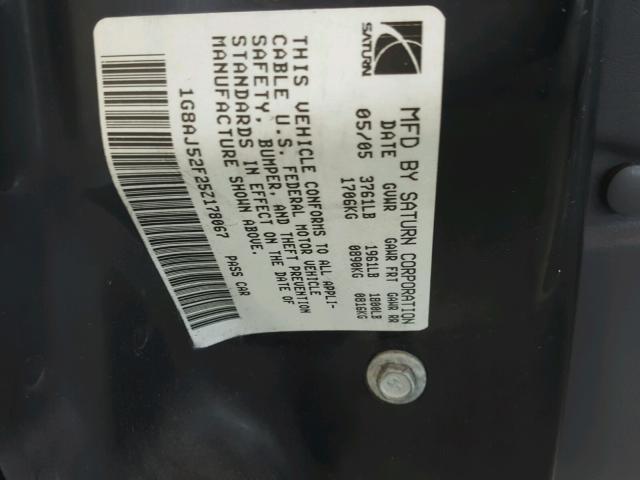 SATURN
MFD BY SATURN CORPORATION
DATE GVWR GAWR FRT GAWR RR
05/05 3761LB 1961LB 1800LB
1706KG 0890KG 0816KG
THIS VEHICLE CONFORMS TO ALL APPLI-
CABLE U.S. FEDERAL MOTOR VEHICLE
SAFETY, BUMPER, AND THEFT PREVENTION
STANDARDS IN EFFECT ON THE DATE OF
MANUFACTURE SHOWN ABOVE.
1G8AJ52F25Z178067 PASS CAR